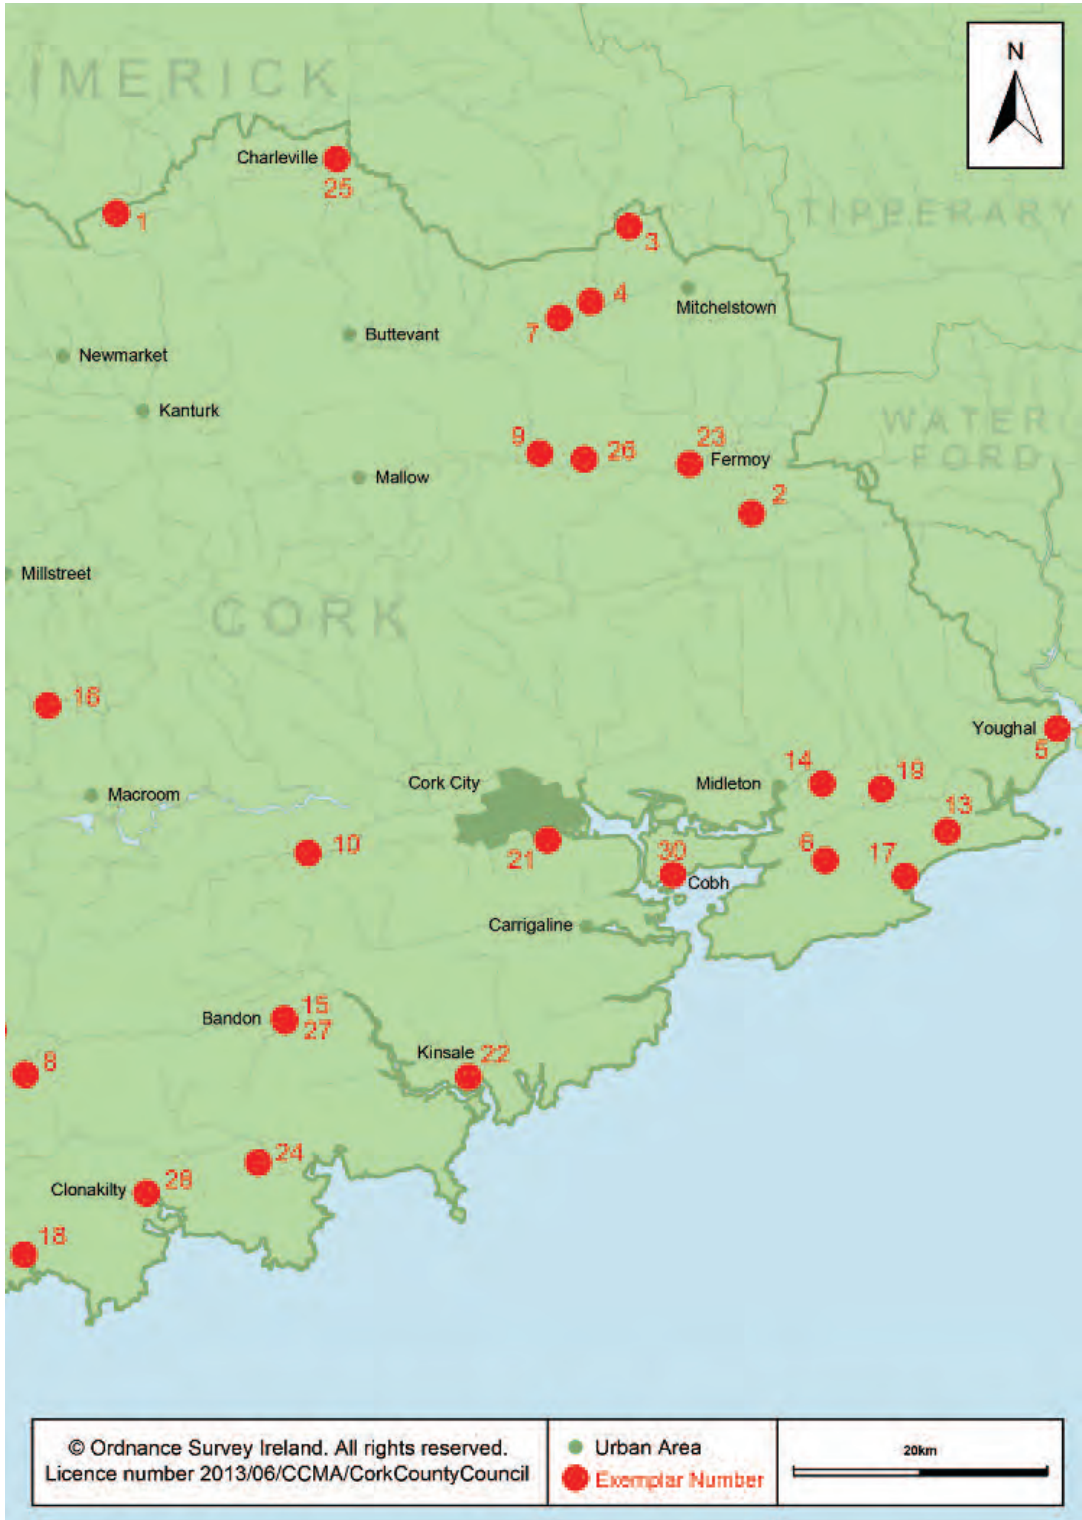 N
LIMERICK
Charleville
25
1
TIPPERARY
3
4
Mitchelstown
7
Buttevant
Newmarket
Kanturk
WATER
FORD
9
26
23
Fermoy
Mallow
2
Millstreet
CORK
16
Youghal
5
Cork City
Midleton
14
19
Macroom
13
10
21
30
6
17
Cobh
Carrigaline
Bandon
15
27
Kinsale
22
8
24
Clonakilty
28
18
© Ordnance Survey Ireland. All rights reserved.
Licence number 2013/06/CCMA/CorkCountyCouncil
Urban Area
Exemplar Number
20km